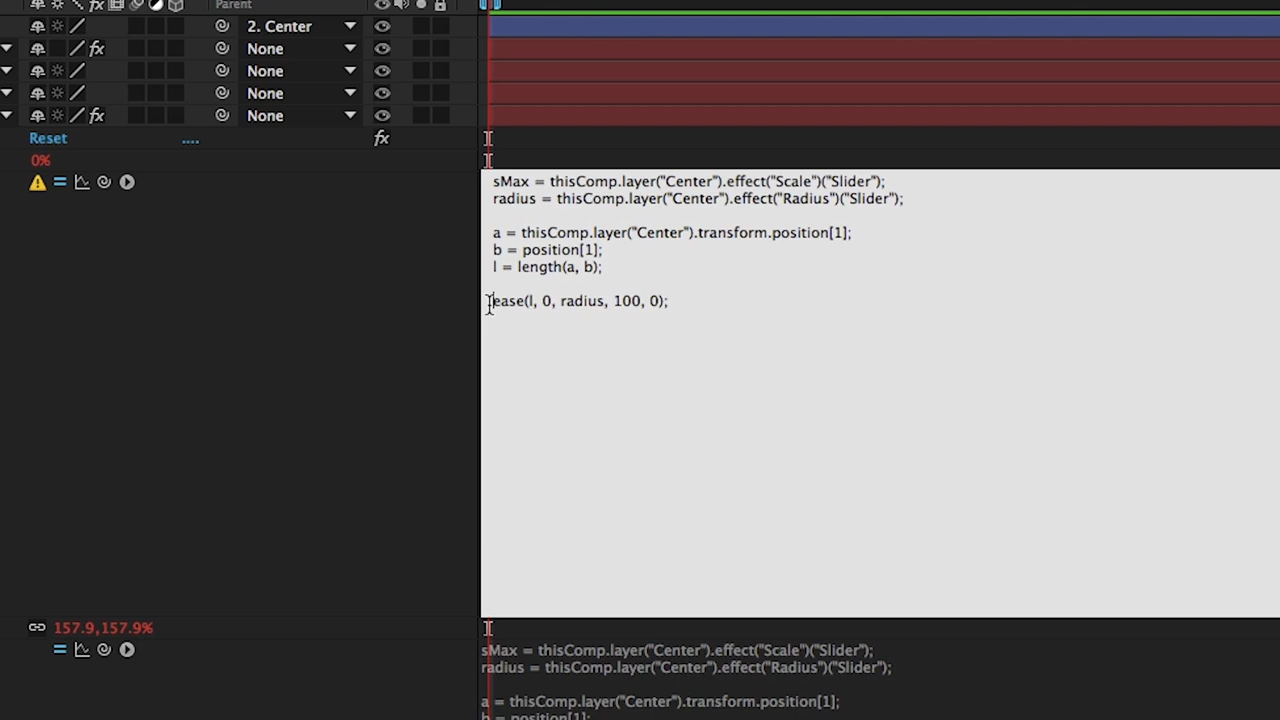 Parent
2. Center
None
None
None
None
Reset
....
0%
sMax = thisComp.layer("Center").effect("Scale")("Slider");
radius = thisComp.layer("Center").effect("Radius")("Slider");
a = thisComp.layer("Center").transform.position[1];
b = position[1];
l = length(a, b);
ease(l, 0, radius, 100, 0);
157.9,157.9%
sMax = thisComp.layer("Center").effect("Scale")("Slider");
radius = thisComp.layer("Center").effect("Radius")("Slider");
a = thisComp.layer("Center").transform.position[1];
b = position[1];